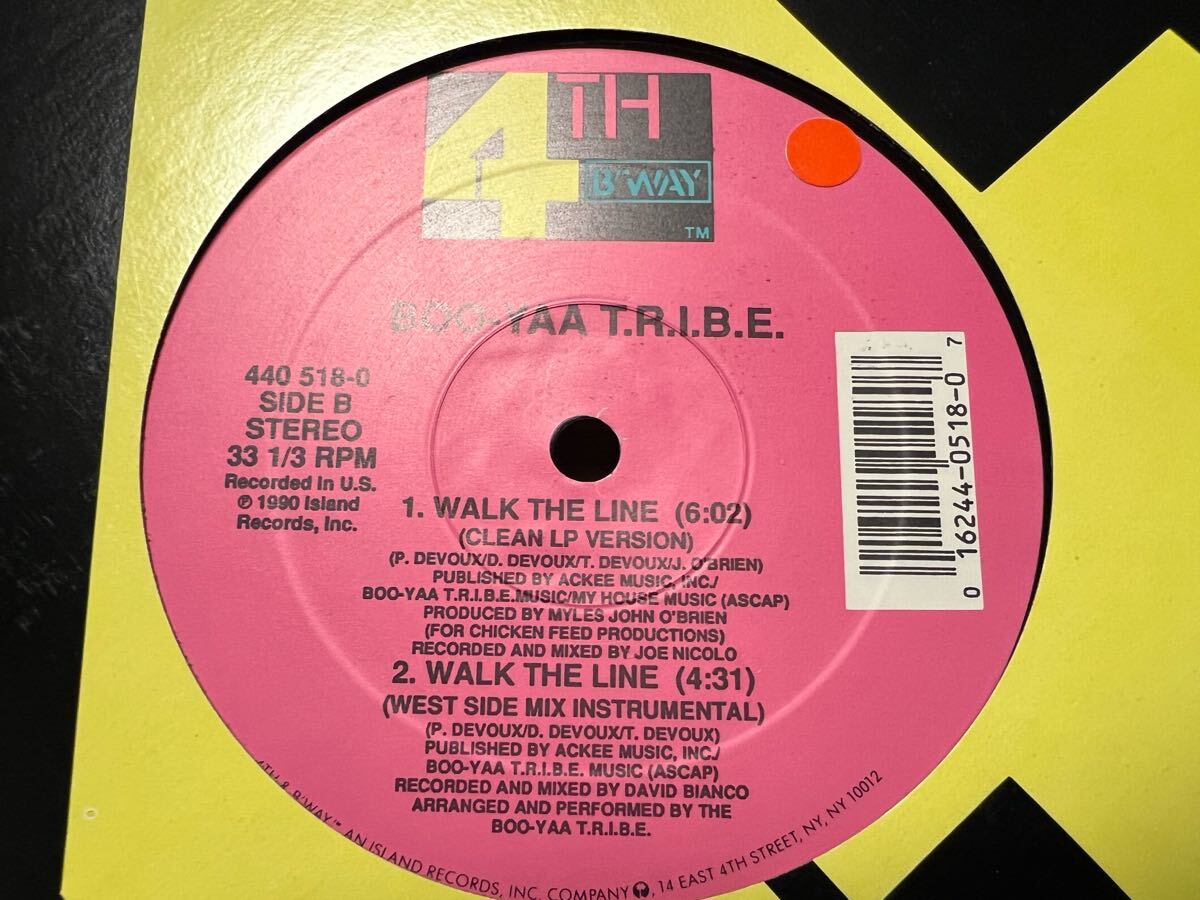 4TH
B'WAY
TM
BOO-YAA T.R.I.B.E.
440 518-0
SIDE B
STEREO
33 1/3 RPM
Recorded in U.S.
℗ 1990 Island
Records, Inc.
0 16244-0518-0 7
1. WALK THE LINE (6:02)
(CLEAN LP VERSION)
(P. DEVOUX/D. DEVOUX/T. DEVOUX/J. O'BRIEN)
PUBLISHED BY ACKEE MUSIC, INC./
BOO-YAA T.R.I.B.E.MUSIC/MY HOUSE MUSIC (ASCAP)
PRODUCED BY MYLES JOHN O'BRIEN
(FOR CHICKEN FEED PRODUCTIONS)
RECORDED AND MIXED BY JOE NICOLO
2. WALK THE LINE (4:31)
(WEST SIDE MIX INSTRUMENTAL)
(P. DEVOUX/D. DEVOUX/T. DEVOUX)
PUBLISHED BY ACKEE MUSIC, INC./
BOO-YAA T.R.I.B.E. MUSIC (ASCAP)
RECORDED AND MIXED BY DAVID BIANCO
ARRANGED AND PERFORMED BY THE
BOO-YAA T.R.I.B.E.
4TH & B'WAY,™ AN ISLAND RECORDS, INC. COMPANY, 14 EAST 4TH STREET, NY, NY 10012